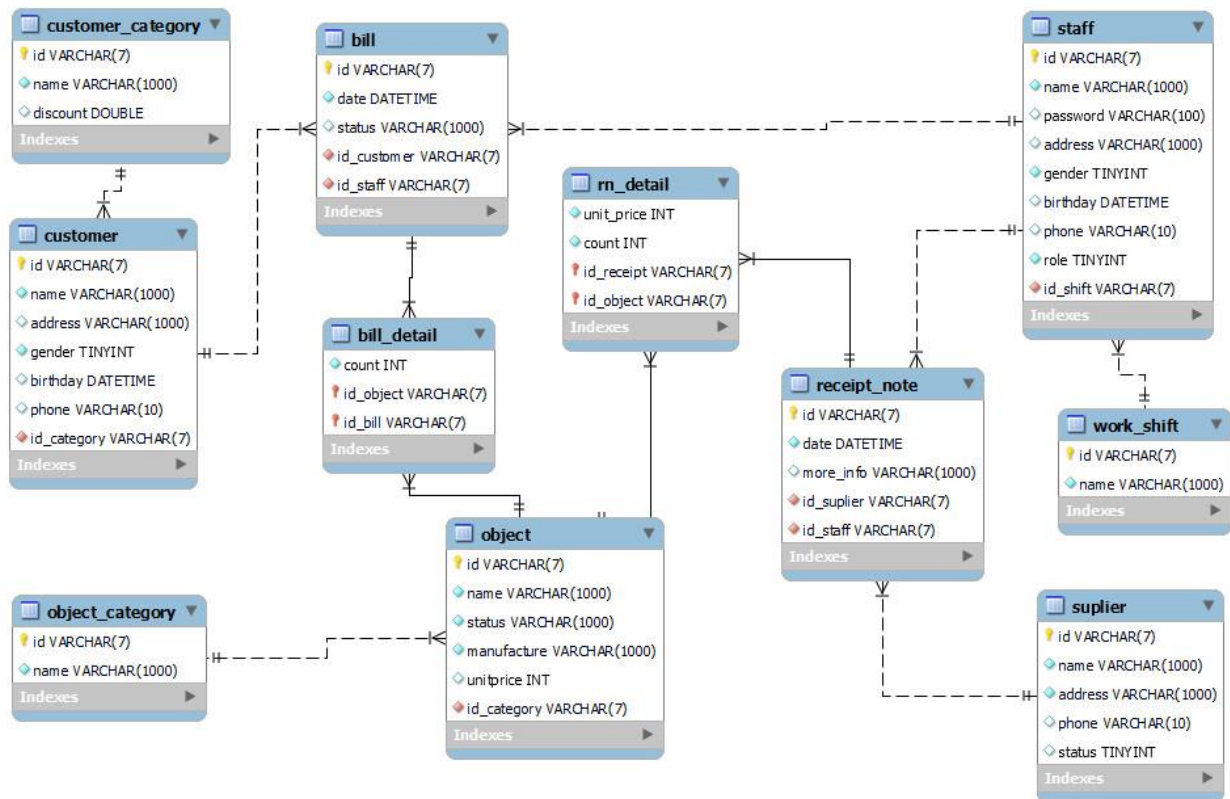 customer_category
id VARCHAR(7)
name VARCHAR(1000)
discount DOUBLE
Indexes
customer
id VARCHAR(7)
name VARCHAR(1000)
address VARCHAR(1000)
gender TINYINT
birthday DATETIME
phone VARCHAR(10)
id_category VARCHAR(7)
Indexes
bill
id VARCHAR(7)
date DATETIME
status VARCHAR(1000)
id_customer VARCHAR(7)
id_staff VARCHAR(7)
Indexes
bill_detail
count INT
id_object VARCHAR(7)
id_bill VARCHAR(7)
Indexes
rn_detail
unit_price INT
count INT
id_receipt VARCHAR(7)
id_object VARCHAR(7)
Indexes
staff
id VARCHAR(7)
name VARCHAR(1000)
password VARCHAR(100)
address VARCHAR(1000)
gender TINYINT
birthday DATETIME
phone VARCHAR(10)
role TINYINT
id_shift VARCHAR(7)
Indexes
receipt_note
id VARCHAR(7)
date DATETIME
more_info VARCHAR(1000)
id_suplier VARCHAR(7)
id_staff VARCHAR(7)
Indexes
work_shift
id VARCHAR(7)
name VARCHAR(1000)
Indexes
object_category
id VARCHAR(7)
name VARCHAR(1000)
Indexes
object
id VARCHAR(7)
name VARCHAR(1000)
status VARCHAR(1000)
manufacture VARCHAR(1000)
unitprice INT
id_category VARCHAR(7)
Indexes
suplier
id VARCHAR(7)
name VARCHAR(1000)
address VARCHAR(1000)
phone VARCHAR(10)
status TINYINT
Indexes